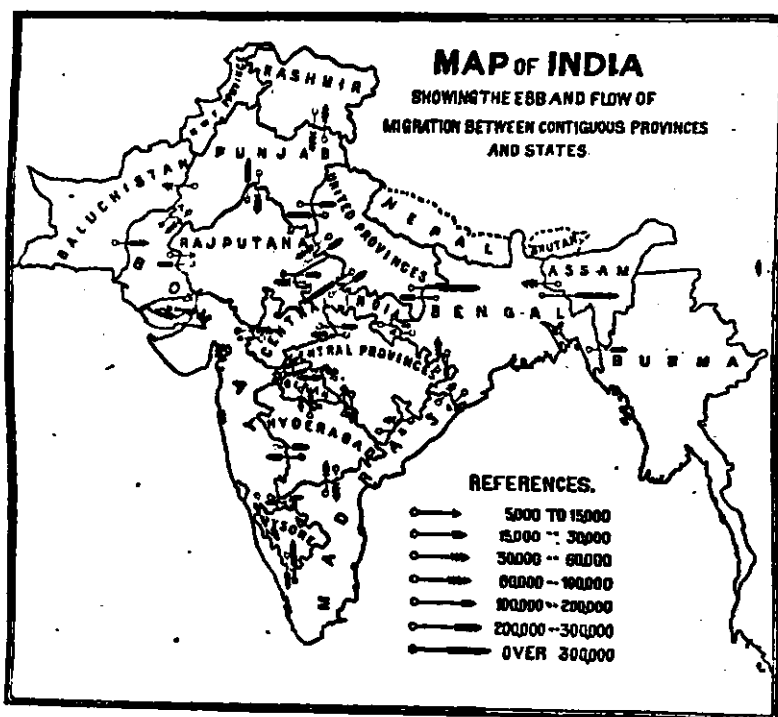 MAP OF INDIA
SHOWING THE EBB AND FLOW OF
MIGRATION BETWEEN CONTIGUOUS PROVINCES
AND STATES
KASHMIR
PUNJAB
BALUCHISTAN
RAJPUTANA
UNITED PROVINCES
NEPAL
BHUTAN
ASSAM
BENGAL
BURMA
CENTRAL INDIA
CENTRAL PROVINCES
BOMBAY
HYDERABAD
MYSORE
MADRAS
REFERENCES.
5,000 TO 15,000
15,000 " 30,000
30,000 " 60,000
60,000 " 100,000
100,000 " 200,000
200,000 " 300,000
OVER 300,000